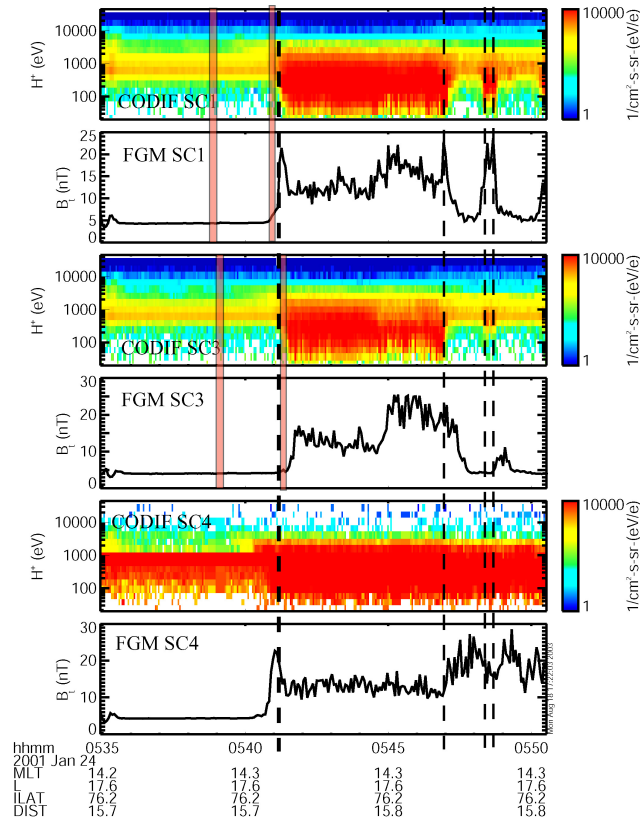 10000
1000
100
H⁺ (eV)
CODIF SC1
10000
1
1/cm²-s-sr-(eV/e)
25
20
15
10
5
0
Bₜ (nT)
FGM SC1
10000
1000
100
H⁺ (eV)
CODIF SC3
10000
1
1/cm²-s-sr-(eV/e)
30
20
10
0
Bₜ (nT)
FGM SC3
10000
1000
100
H⁺ (eV)
CODIF SC4
10000
1
1/cm²-s-sr-(eV/e)
30
20
10
0
Bₜ (nT)
FGM SC4
Mon Aug 18 17:22:03 2003
hhmm 0535 0540 0545 0550
2001 Jan 24
MLT 14.2 14.3 14.3 14.3
L 17.6 17.6 17.6 17.6
ILAT 76.2 76.2 76.2 76.2
DIST 15.7 15.7 15.8 15.8